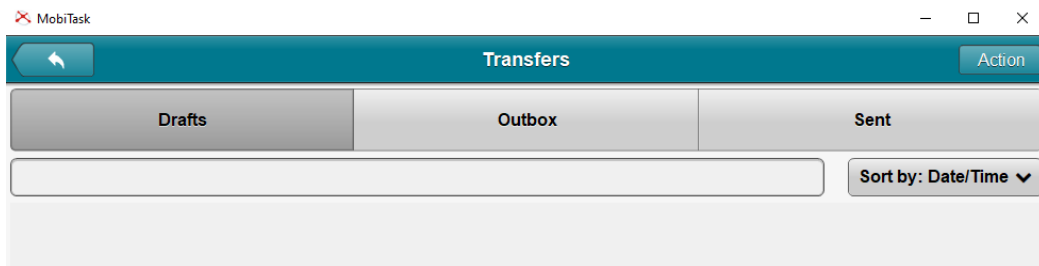 MobiTask
Transfers
Action
Drafts
Outbox
Sent
Sort by: Date/Time